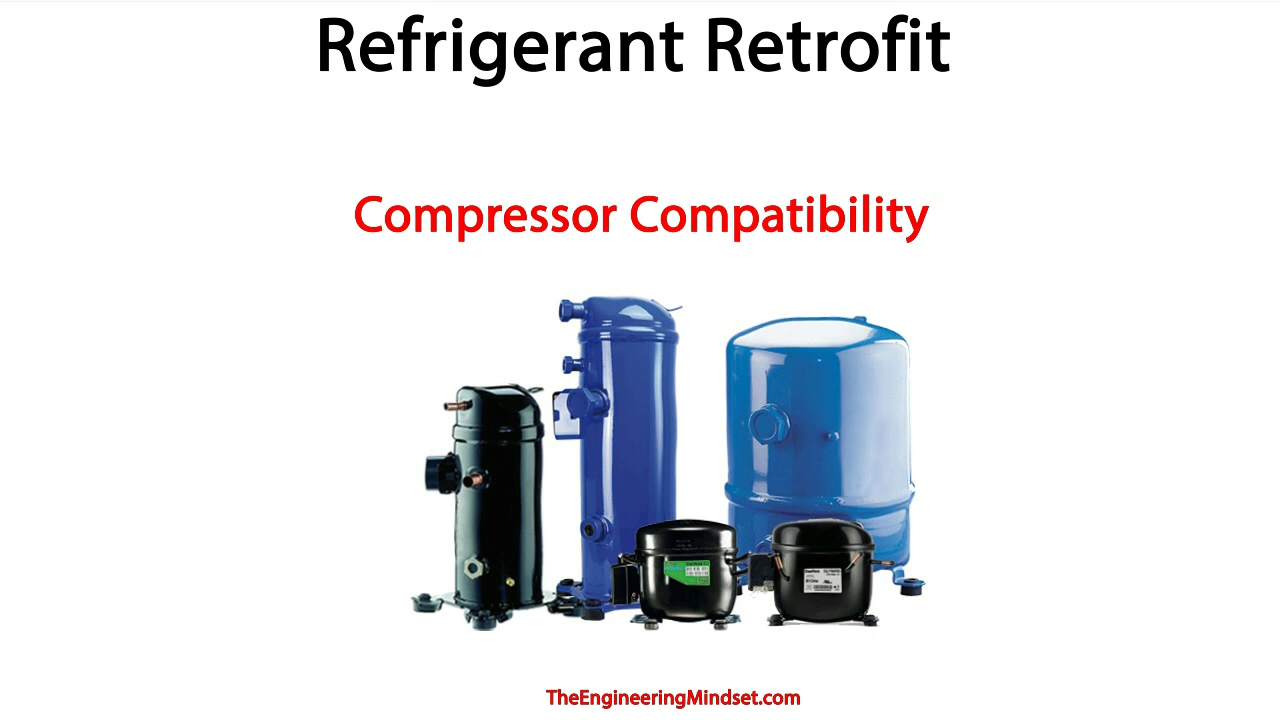 Refrigerant Retrofit
Compressor Compatibility
TheEngineeringMindset.com